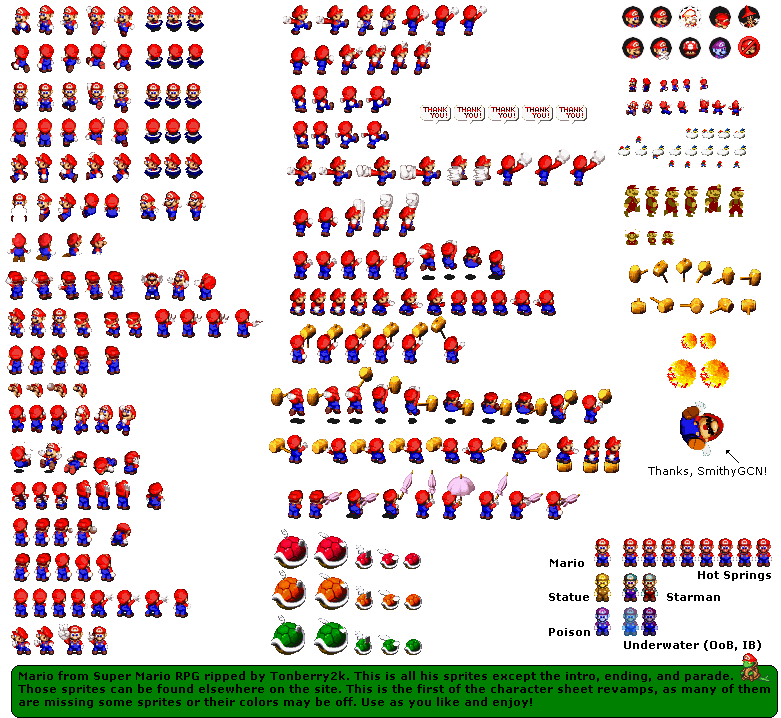 THANK YOU!
THANK YOU!
THANK YOU!
THANK YOU!
THANK YOU!
Thanks, SmithyGCN!
Mario
Hot Springs
Statue
Starman
Poison
Underwater (OoB, IB)
Mario from Super Mario RPG ripped by Tonberry2k. This is all his sprites except the intro, ending, and parade.
Those sprites can be found elsewhere on the site. This is the first of the character sheet revamps, as many of them
are missing some sprites or their colors may be off. Use as you like and enjoy!